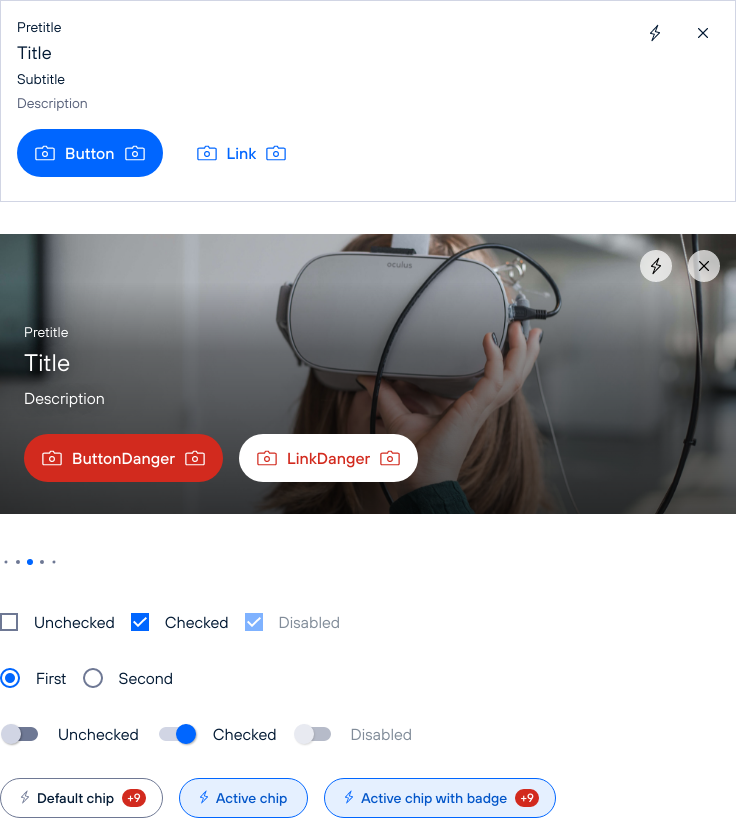 Pretitle
Title
Subtitle
Description
Button Link
oculus
Pretitle
Title
Description
ButtonDanger LinkDanger
Unchecked Checked Disabled
First Second
Unchecked Checked Disabled
Default chip +9 Active chip Active chip with badge +9